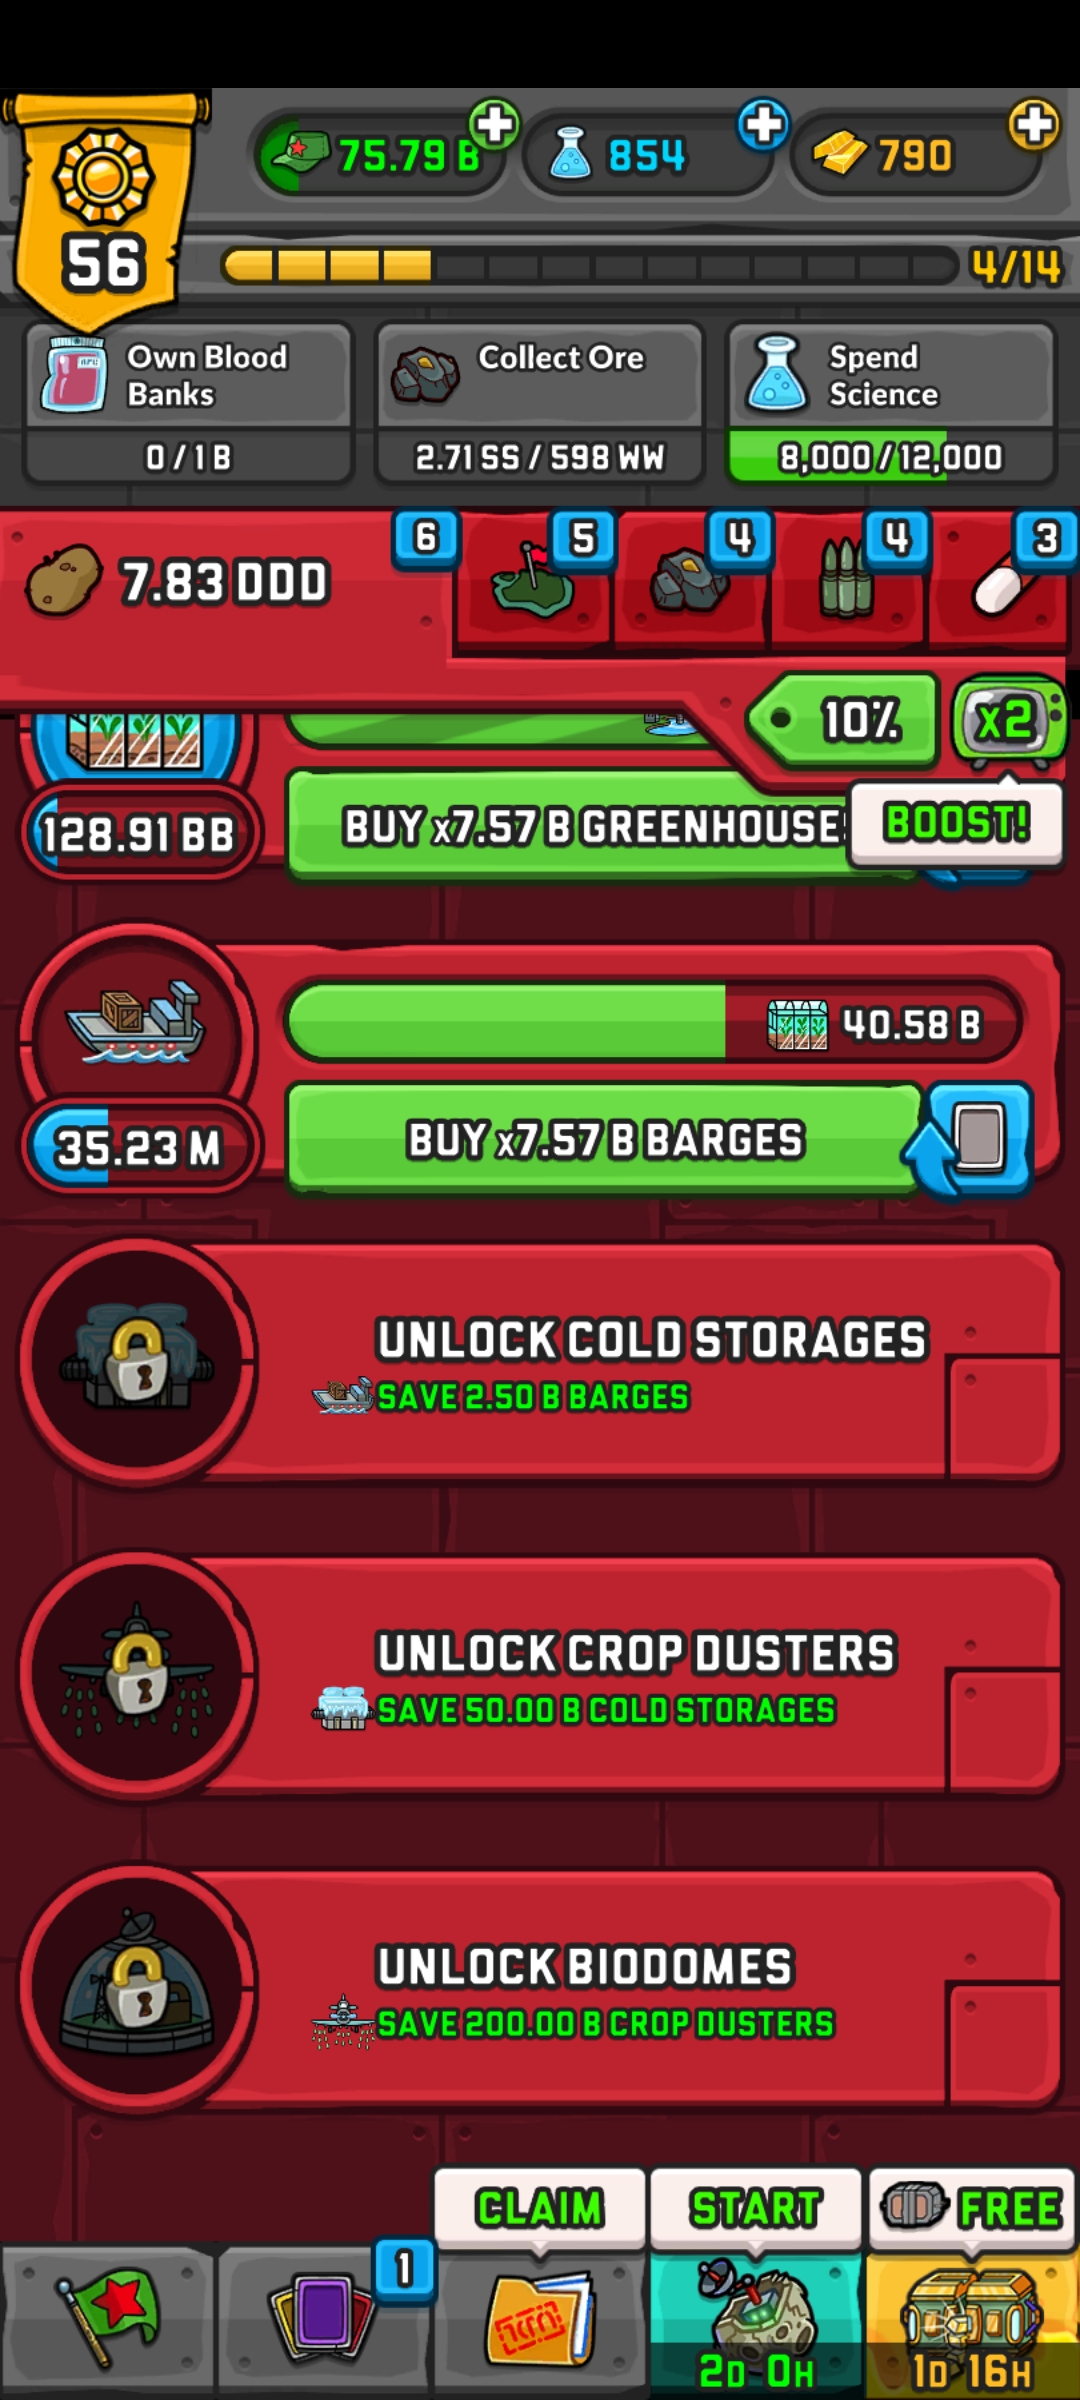 56
75.79 B
854
790
4/14
Own Blood
Banks
0 / 1 B
Collect Ore
2.71 SS / 598 WW
Spend
Science
8,000 / 12,000
7.83 DDD
6
5
4
4
3
10%
x2
BOOST!
128.91 BB
BUY x7.57 B GREENHOUSE
40.58 B
35.23 M
BUY x7.57 B BARGES
UNLOCK COLD STORAGES
SAVE 2.50 B BARGES
UNLOCK CROP DUSTERS
SAVE 50.00 B COLD STORAGES
UNLOCK BIODOMES
SAVE 200.00 B CROP DUSTERS
CLAIM
START
FREE
1
2D 0H
1D 16H